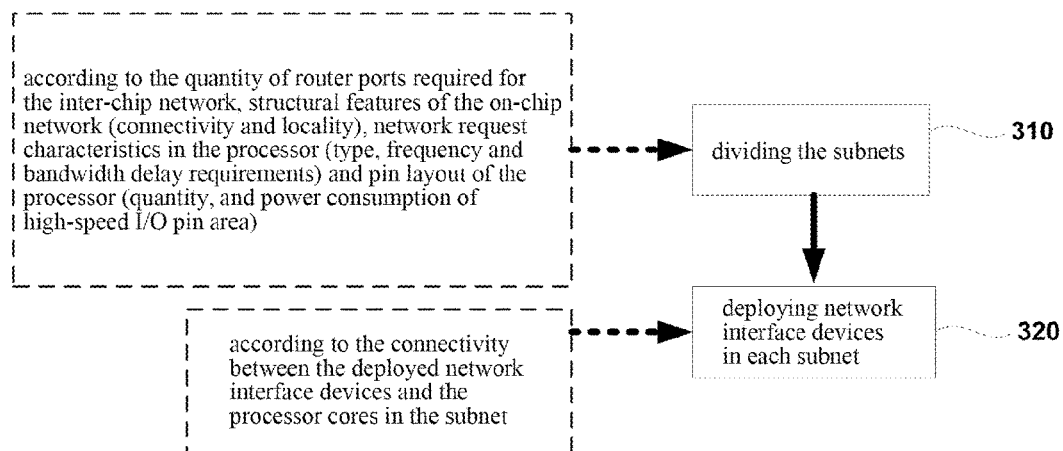 according to the quantity of router ports required for
the inter-chip network, structural features of the on-chip
network (connectivity and locality), network request
characteristics in the processor (type, frequency and
bandwidth delay requirements) and pin layout of the
processor (quantity, and power consumption of
high-speed I/O pin area)
dividing the subnets
310
deploying network
interface devices
in each subnet
320
according to the connectivity
between the deployed network
interface devices and the
processor cores in the subnet